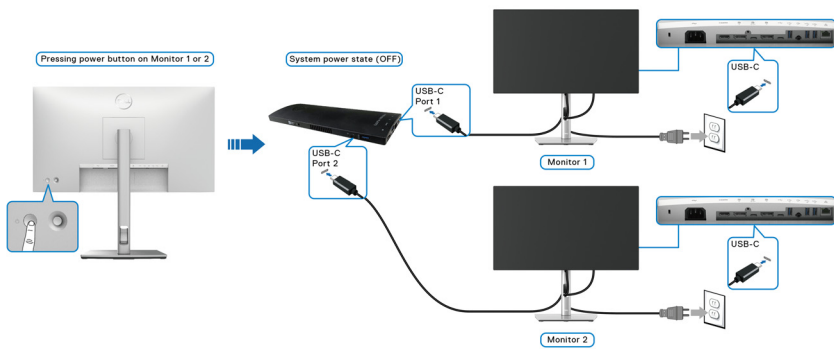 Pressing power button on Monitor 1 or 2
System power state (OFF)
USB-C
Port 1
USB-C
Port 2
Monitor 1
USB-C
Monitor 2
USB-C